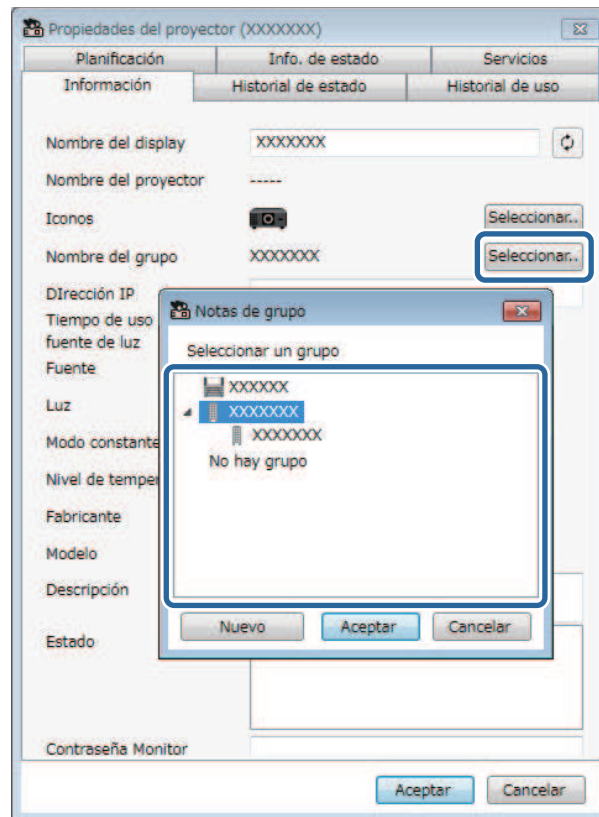 Propiedades del proyector (XXXXXXX)
Planificación Info. de estado Servicios
Información Historial de estado Historial de uso
Nombre del display XXXXXXX
Nombre del proyector -----
Iconos Seleccionar..
Nombre del grupo XXXXXXX Seleccionar..
DIrección IP
Notas de grupo
Tiempo de uso
fuente de luz
Seleccionar un grupo
Fuente
XXXXXX
Luz
XXXXXXX
Modo constante
XXXXXXX
No hay grupo
Nivel de temper
Fabricante
Modelo
Descripción
Nuevo Aceptar Cancelar
Estado
Contraseña Monitor
Aceptar Cancelar